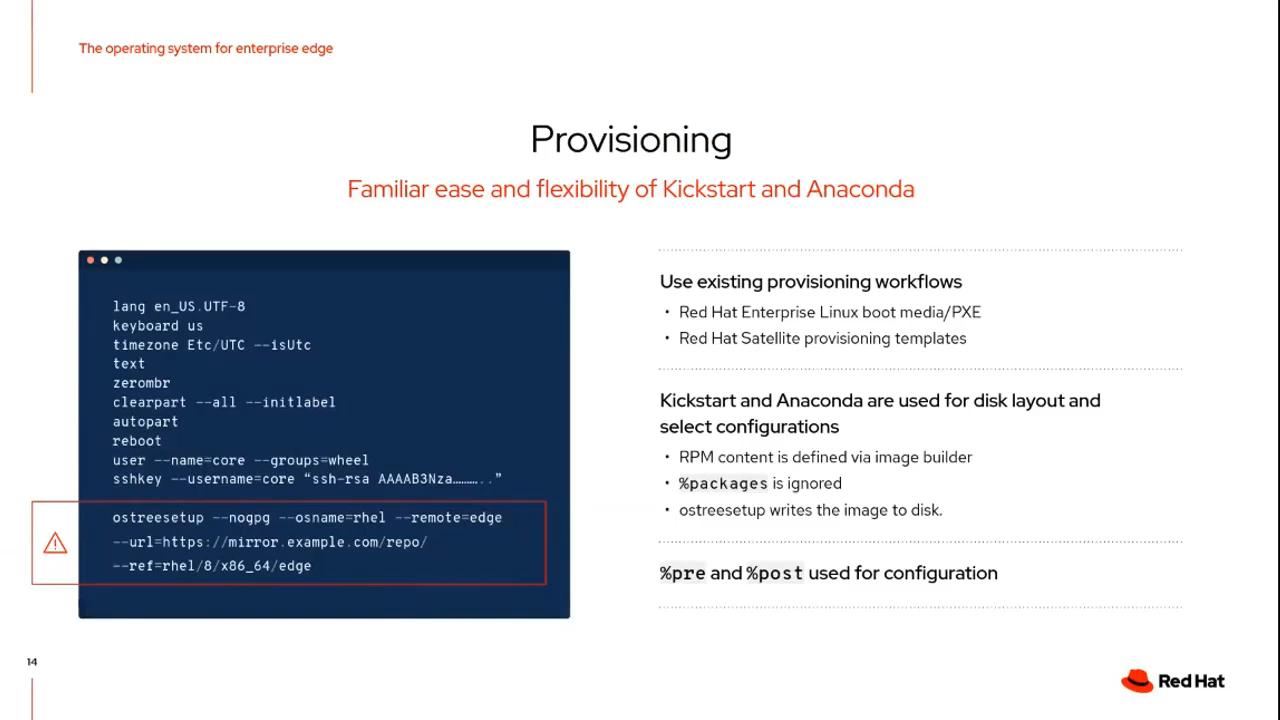 The operating system for enterprise edge
Provisioning
Familiar ease and flexibility of Kickstart and Anaconda
lang en_US.UTF-8
keyboard us
timezone Etc/UTC --isUtc
text
zerombr
clearpart --all --initlabel
autopart
reboot
user --name=core --groups=wheel
sshkey --username=core “ssh-rsa AAAAB3Nza………..”
ostreesetup --nogpg --osname=rhel --remote=edge
--url=https://mirror.example.com/repo/
--ref=rhel/8/x86_64/edge
Use existing provisioning workflows
• Red Hat Enterprise Linux boot media/PXE
• Red Hat Satellite provisioning templates
Kickstart and Anaconda are used for disk layout and
select configurations
• RPM content is defined via image builder
• %packages is ignored
• ostreesetup writes the image to disk.
%pre and %post used for configuration
14
Red Hat